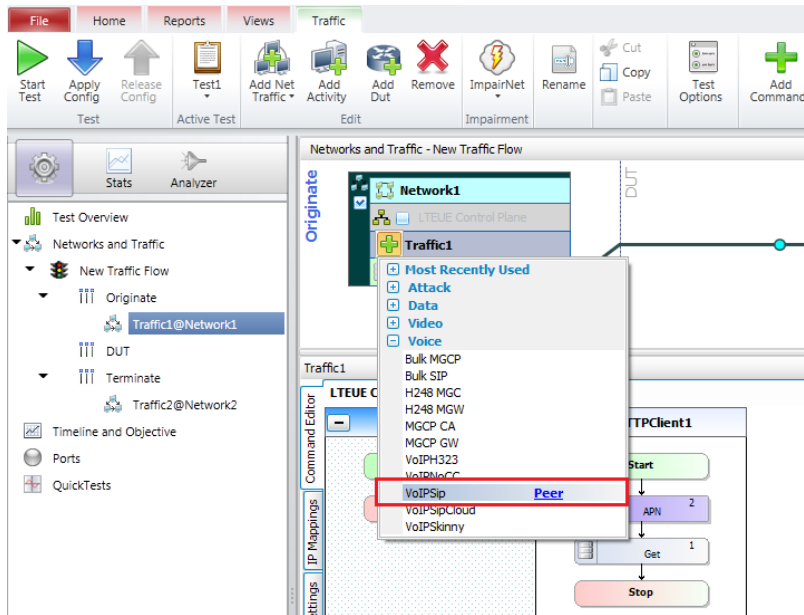 File Home Reports Views Traffic
Start Test
Apply Config
Release Config
Test1
Add Net Traffic
Add Activity
Add Dut
Remove
ImpairNet
Rename
Cut
Copy
Paste
Test Options
Add Command
Test Active Test Edit Impairment
Stats Analyzer
Test Overview
Networks and Traffic
New Traffic Flow
Originate
Traffic1@Network1
DUT
Terminate
Traffic2@Network2
Timeline and Objective
Ports
QuickTests
Networks and Traffic - New Traffic Flow
Originate
Network1
LTEUE Control Plane
Traffic1
DUT
Most Recently Used
Attack
Data
Video
Voice
Bulk MGCP
Bulk SIP
H248 MGC
H248 MGW
MGCP CA
MGCP GW
VoIPH323
VoIPNoCC
VoIPSip Peer
VoIPSipCloud
VoIPSkinny
Traffic1
Command Editor
IP Mappings
ttings
LTEUE C
TTPClient1
Start
APN 2
Get 1
Stop